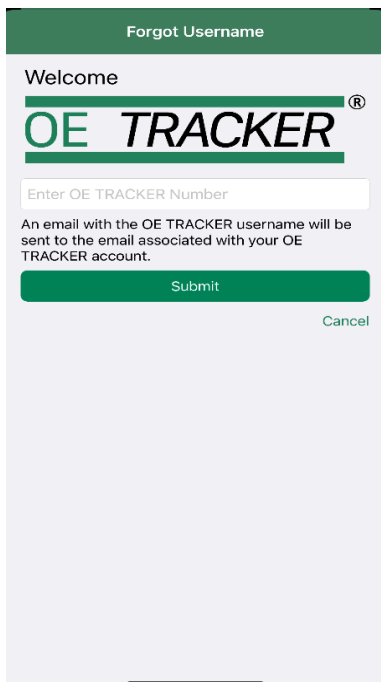 Forgot Username
Welcome
OE TRACKER®
Enter OE TRACKER Number
An email with the OE TRACKER username will be
sent to the email associated with your OE
TRACKER account.
Submit
Cancel